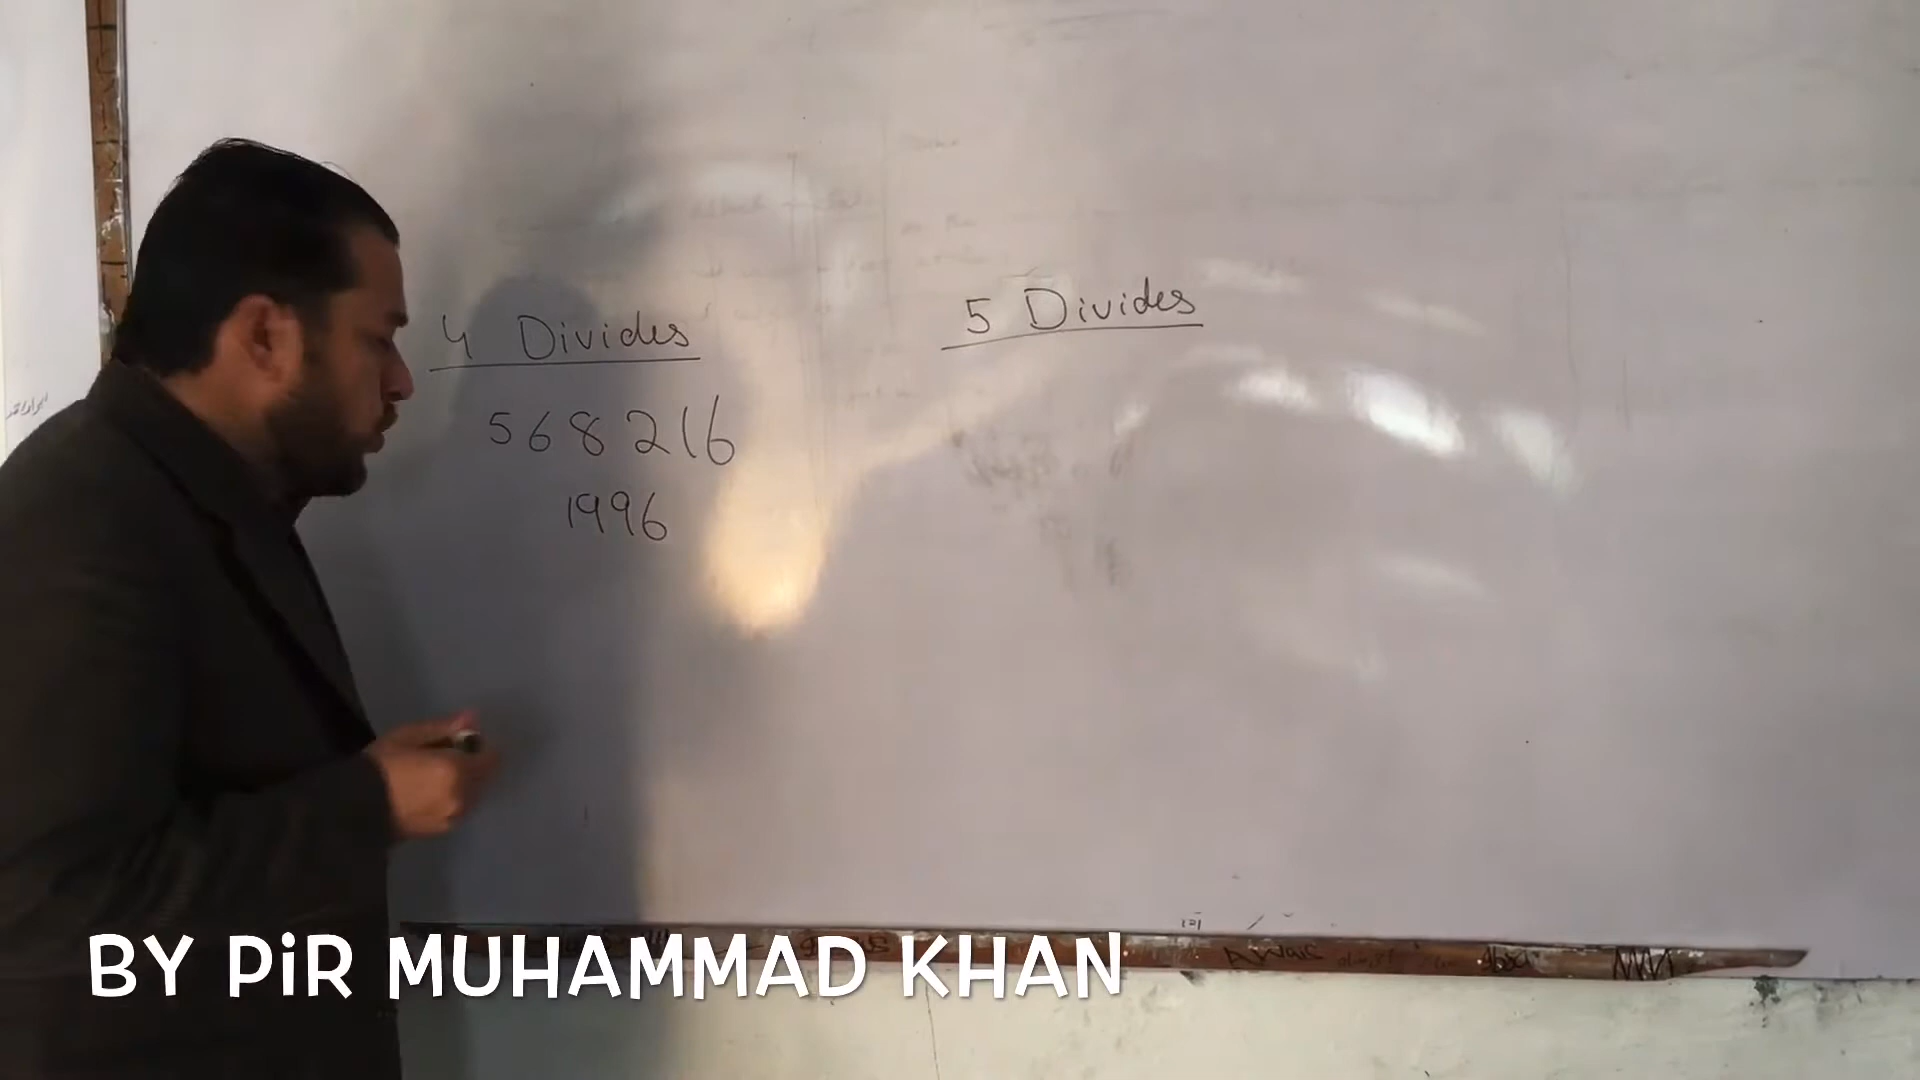 4 Divides
568216
1996
5 Divides
BY PiR MUHAMMAD KHAN